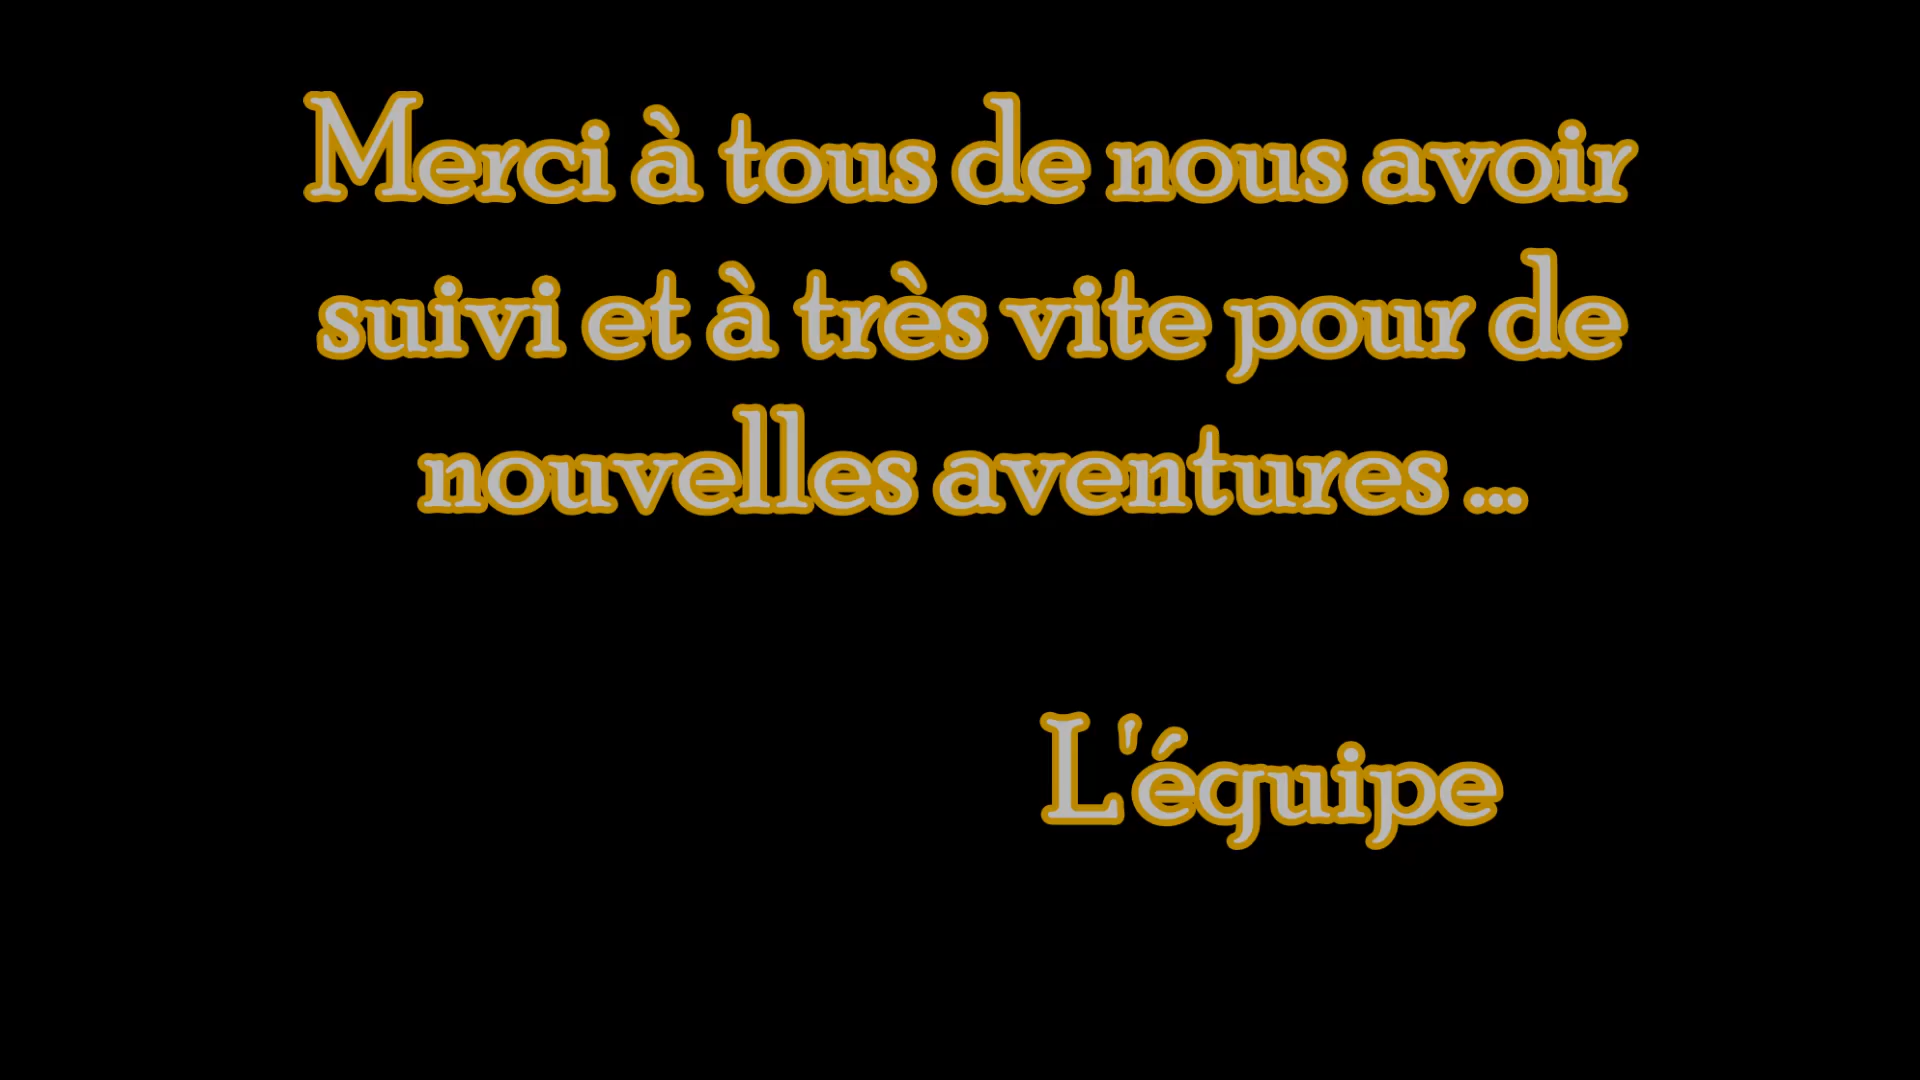 Merci à tous de nous avoir
suivi et à très vite pour de
nouvelles aventures ...
L'équipe